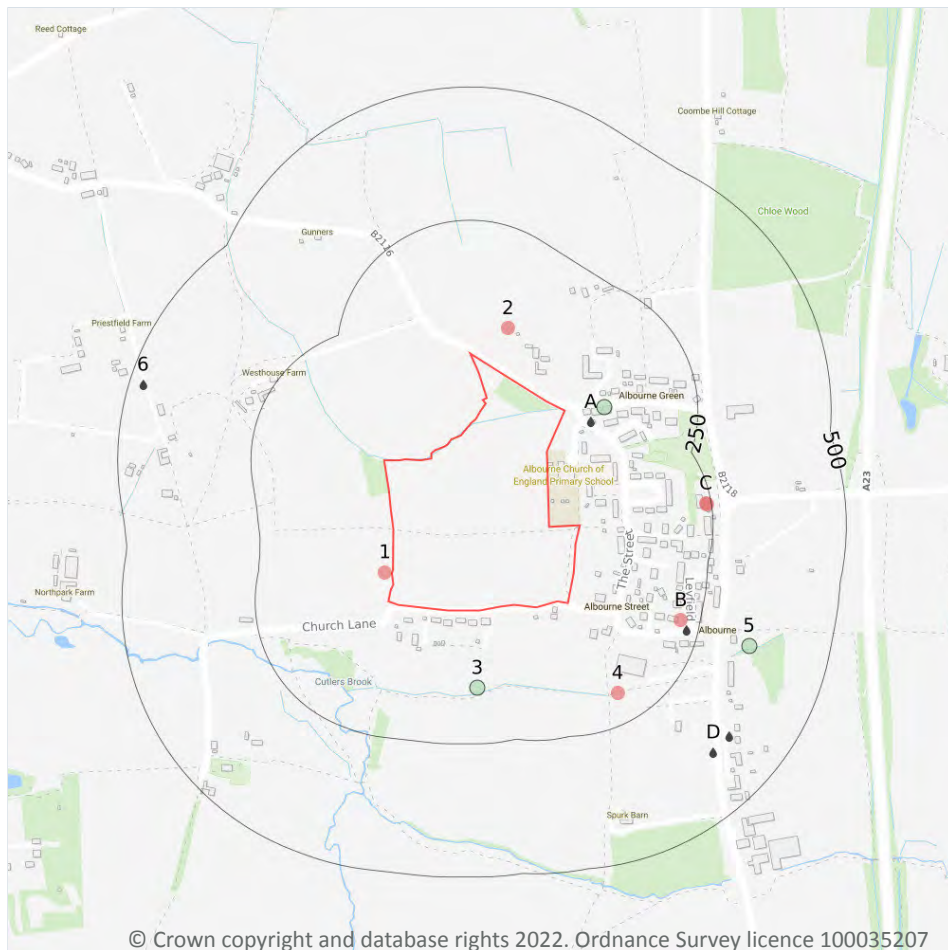 Reed Cottage
Coombe Hill Cottage
Chloe Wood
Gunners
B2116
2
Priestfield Farm
6
Westhouse Farm
A
Albourne Green
250
500
Albourne Church of
England Primary School
C
B2118
A23
1
The Street
Northpark Farm
Leyfield
B
Albourne Street
Church Lane
Albourne
5
3
4
Cutlers Brook
D
Spurk Barn
© Crown copyright and database rights 2022. Ordnance Survey licence 100035207